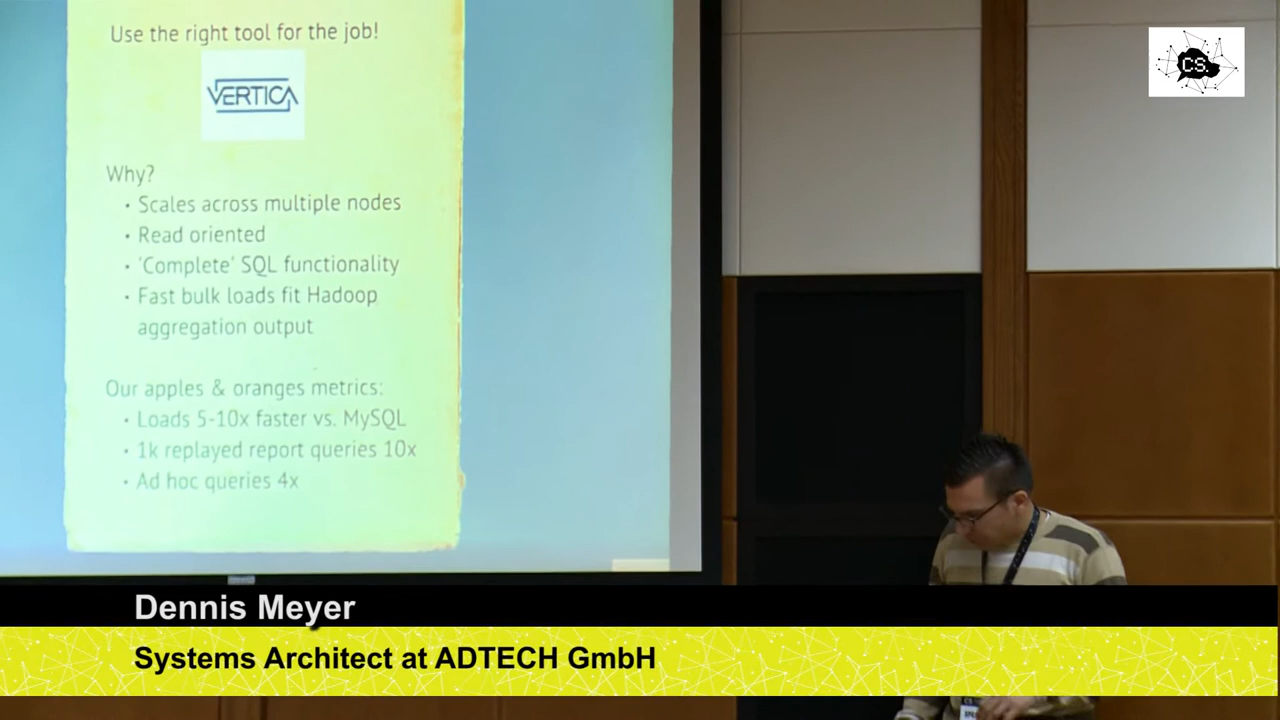 Use the right tool for the job!
VERTICA
Why?
• Scales across multiple nodes
• Read oriented
• 'Complete' SQL functionality
• Fast bulk loads fit Hadoop
aggregation output
Our apples & oranges metrics:
• Loads 5-10x faster vs. MySQL
• 1k replayed report queries 10x
• Ad hoc queries 4x
CS.
Dennis Meyer
Systems Architect at ADTECH GmbH